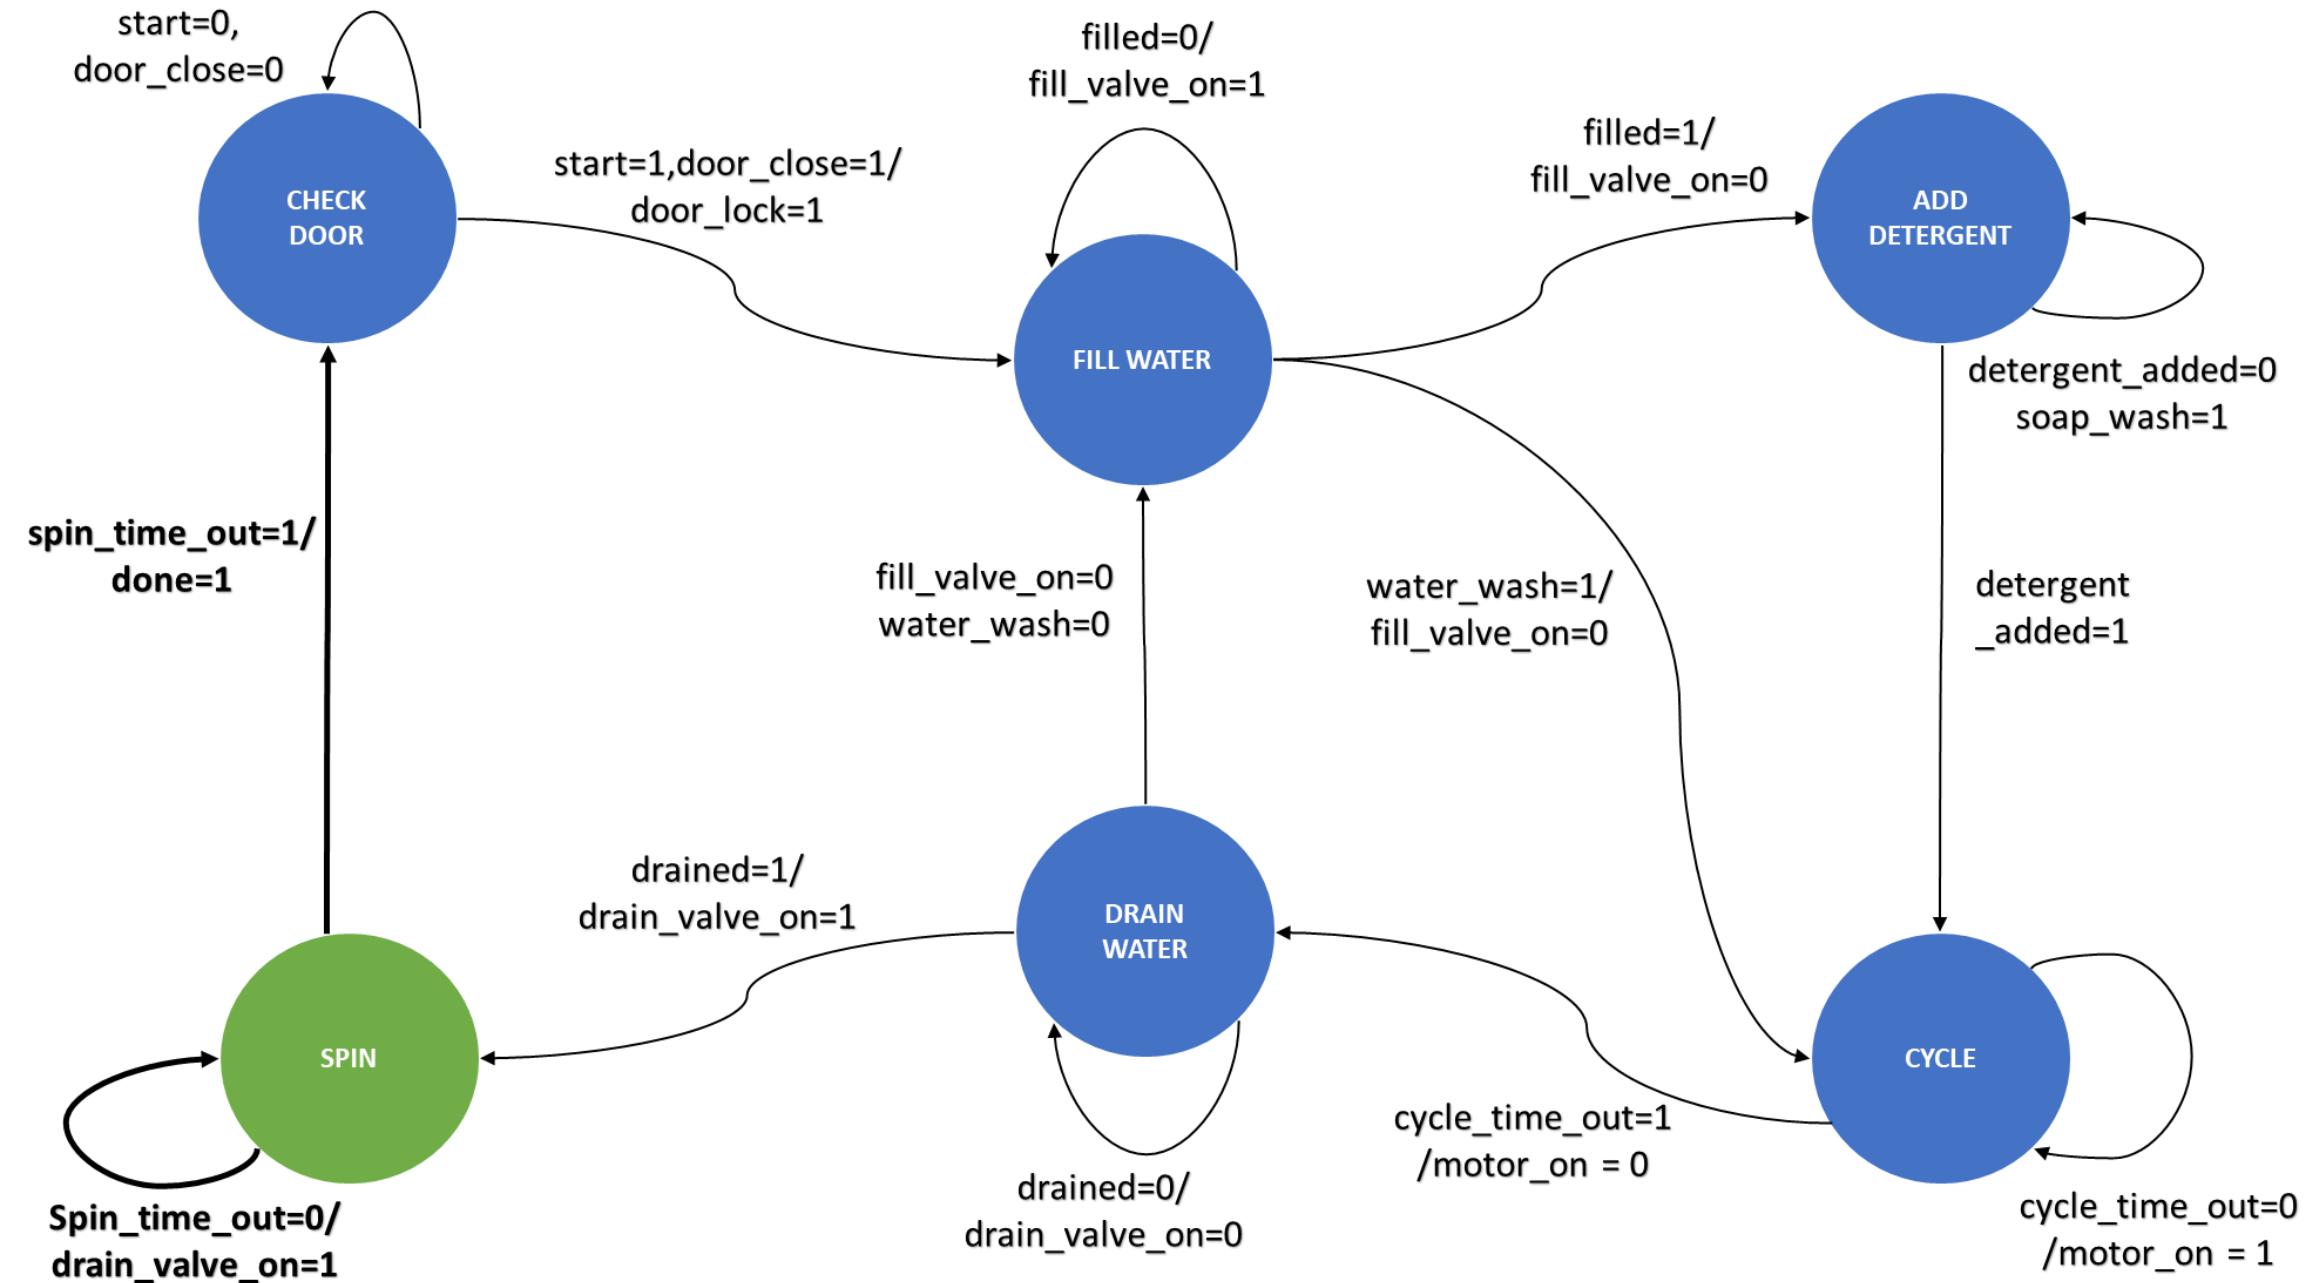 start=0,
door_close=0
filled=0/
fill_valve_on=1
filled=1/
fill_valve_on=0
start=1,door_close=1/
door_lock=1
CHECK
DOOR
ADD
DETERGENT
FILL WATER
detergent_added=0
soap_wash=1
spin_time_out=1/
done=1
fill_valve_on=0
water_wash=0
water_wash=1/
fill_valve_on=0
detergent
_added=1
drained=1/
drain_valve_on=1
DRAIN
WATER
SPIN
CYCLE
cycle_time_out=1
/motor_on = 0
drained=0/
drain_valve_on=0
Spin_time_out=0/
drain_valve_on=1
cycle_time_out=0
/motor_on = 1